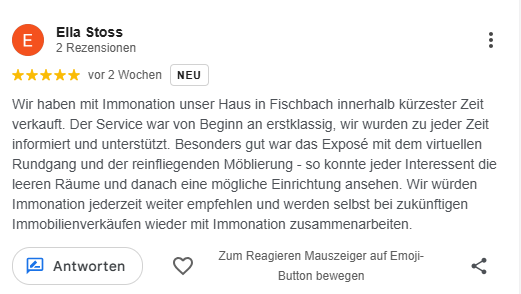 E
Ella Stoss
2 Rezensionen
vor 2 Wochen NEU
Wir haben mit Immonation unser Haus in Fischbach innerhalb kürzester Zeit
verkauft. Der Service war von Beginn an erstklassig, wir wurden zu jeder Zeit
informiert und unterstützt. Besonders gut war das Exposé mit dem virtuellen
Rundgang und der reinfliegenden Möblierung - so konnte jeder Interessent die
leeren Räume und danach eine mögliche Einrichtung ansehen. Wir würden
Immonation jederzeit weiter empfehlen und werden selbst bei zukünftigen
Immobilienverkäufen wieder mit Immonation zusammenarbeiten.
Antworten
Zum Reagieren Mauszeiger auf Emoji-
Button bewegen